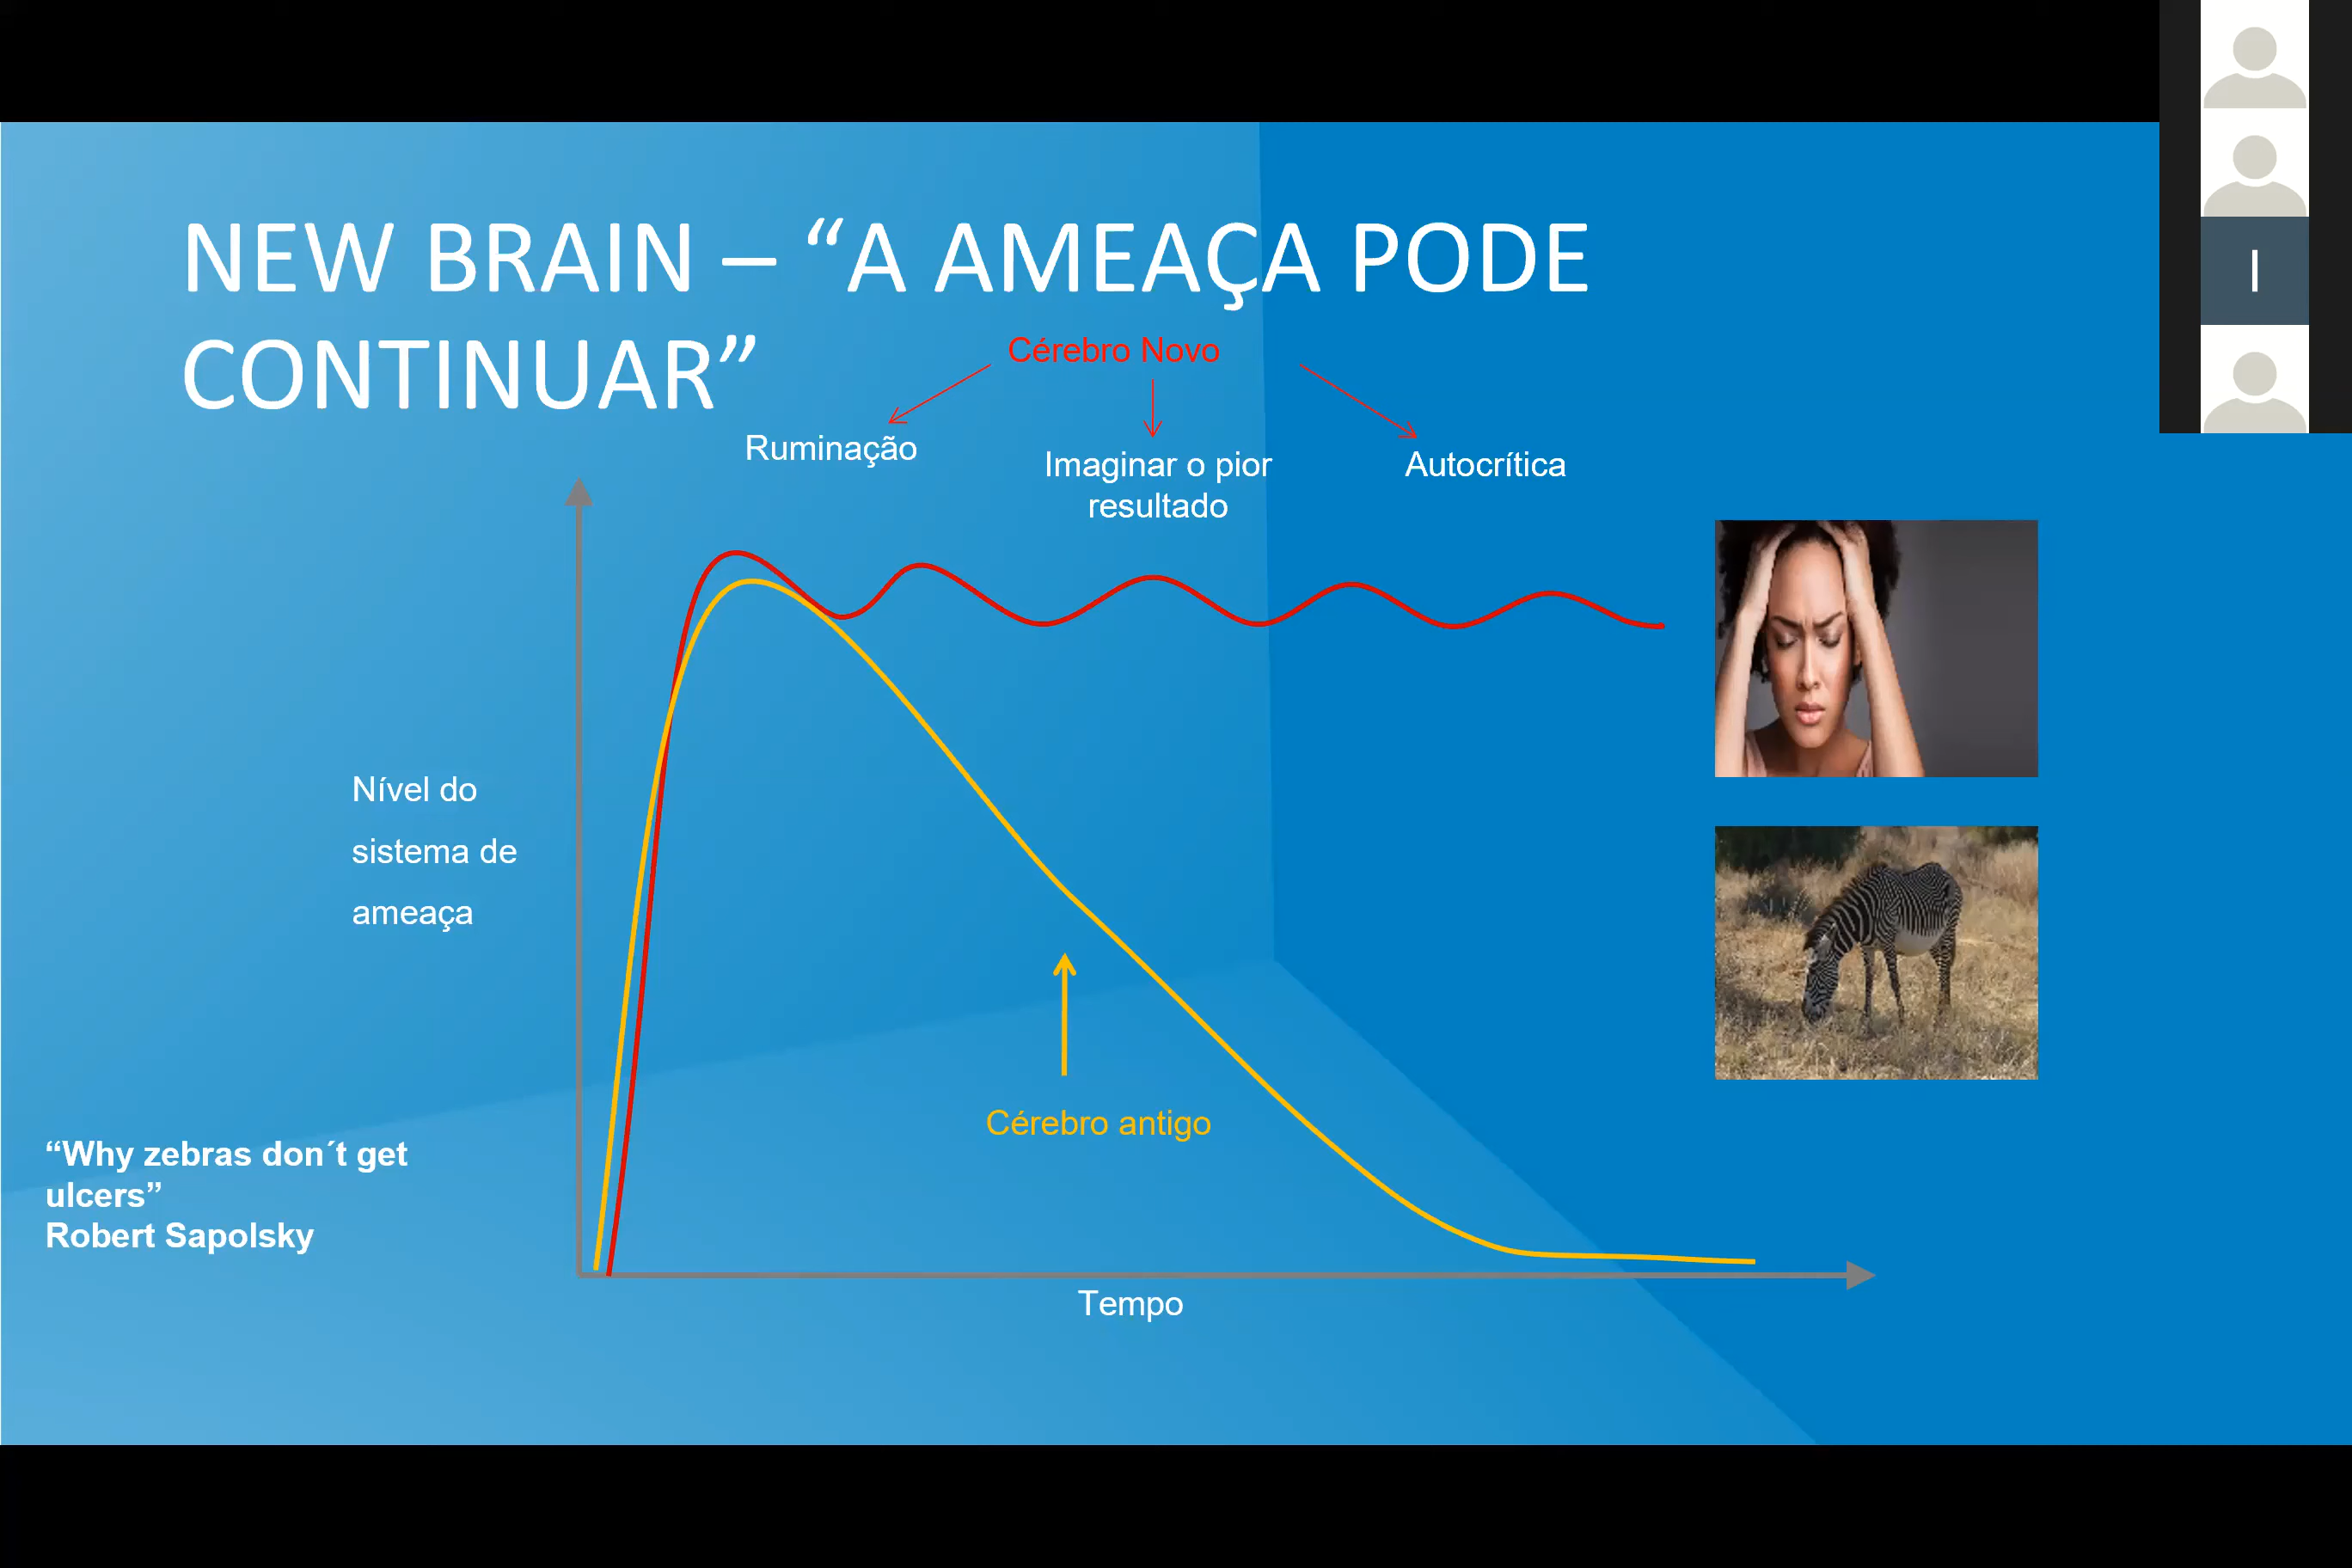 NEW BRAIN – “A AMEAÇA PODE
CONTINUAR”
Cérebro Novo
Ruminação
Imaginar o pior
resultado
Autocrítica
Nível do
sistema de
ameaça
Cérebro antigo
“Why zebras don´t get
ulcers”
Robert Sapolsky
Tempo
I